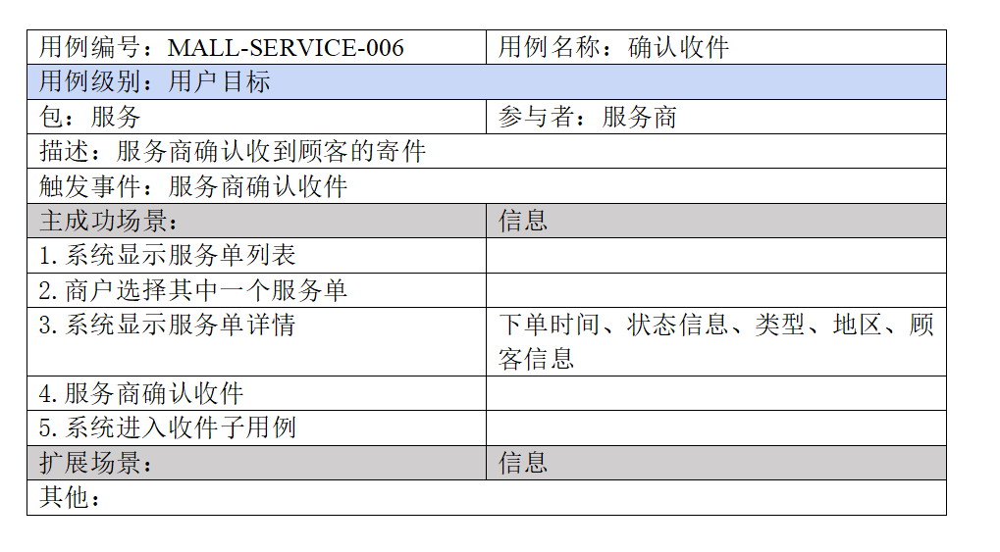 用例编号：MALL-SERVICE-006 用例名称：确认收件
用例级别：用户目标
包：服务 参与者：服务商
描述：服务商确认收到顾客的寄件
触发事件：服务商确认收件
主成功场景： 信息
1.系统显示服务单列表
2.商户选择其中一个服务单
3.系统显示服务单详情 下单时间、状态信息、类型、地区、顾
客信息
4.服务商确认收件
5.系统进入收件子用例
扩展场景： 信息
其他：